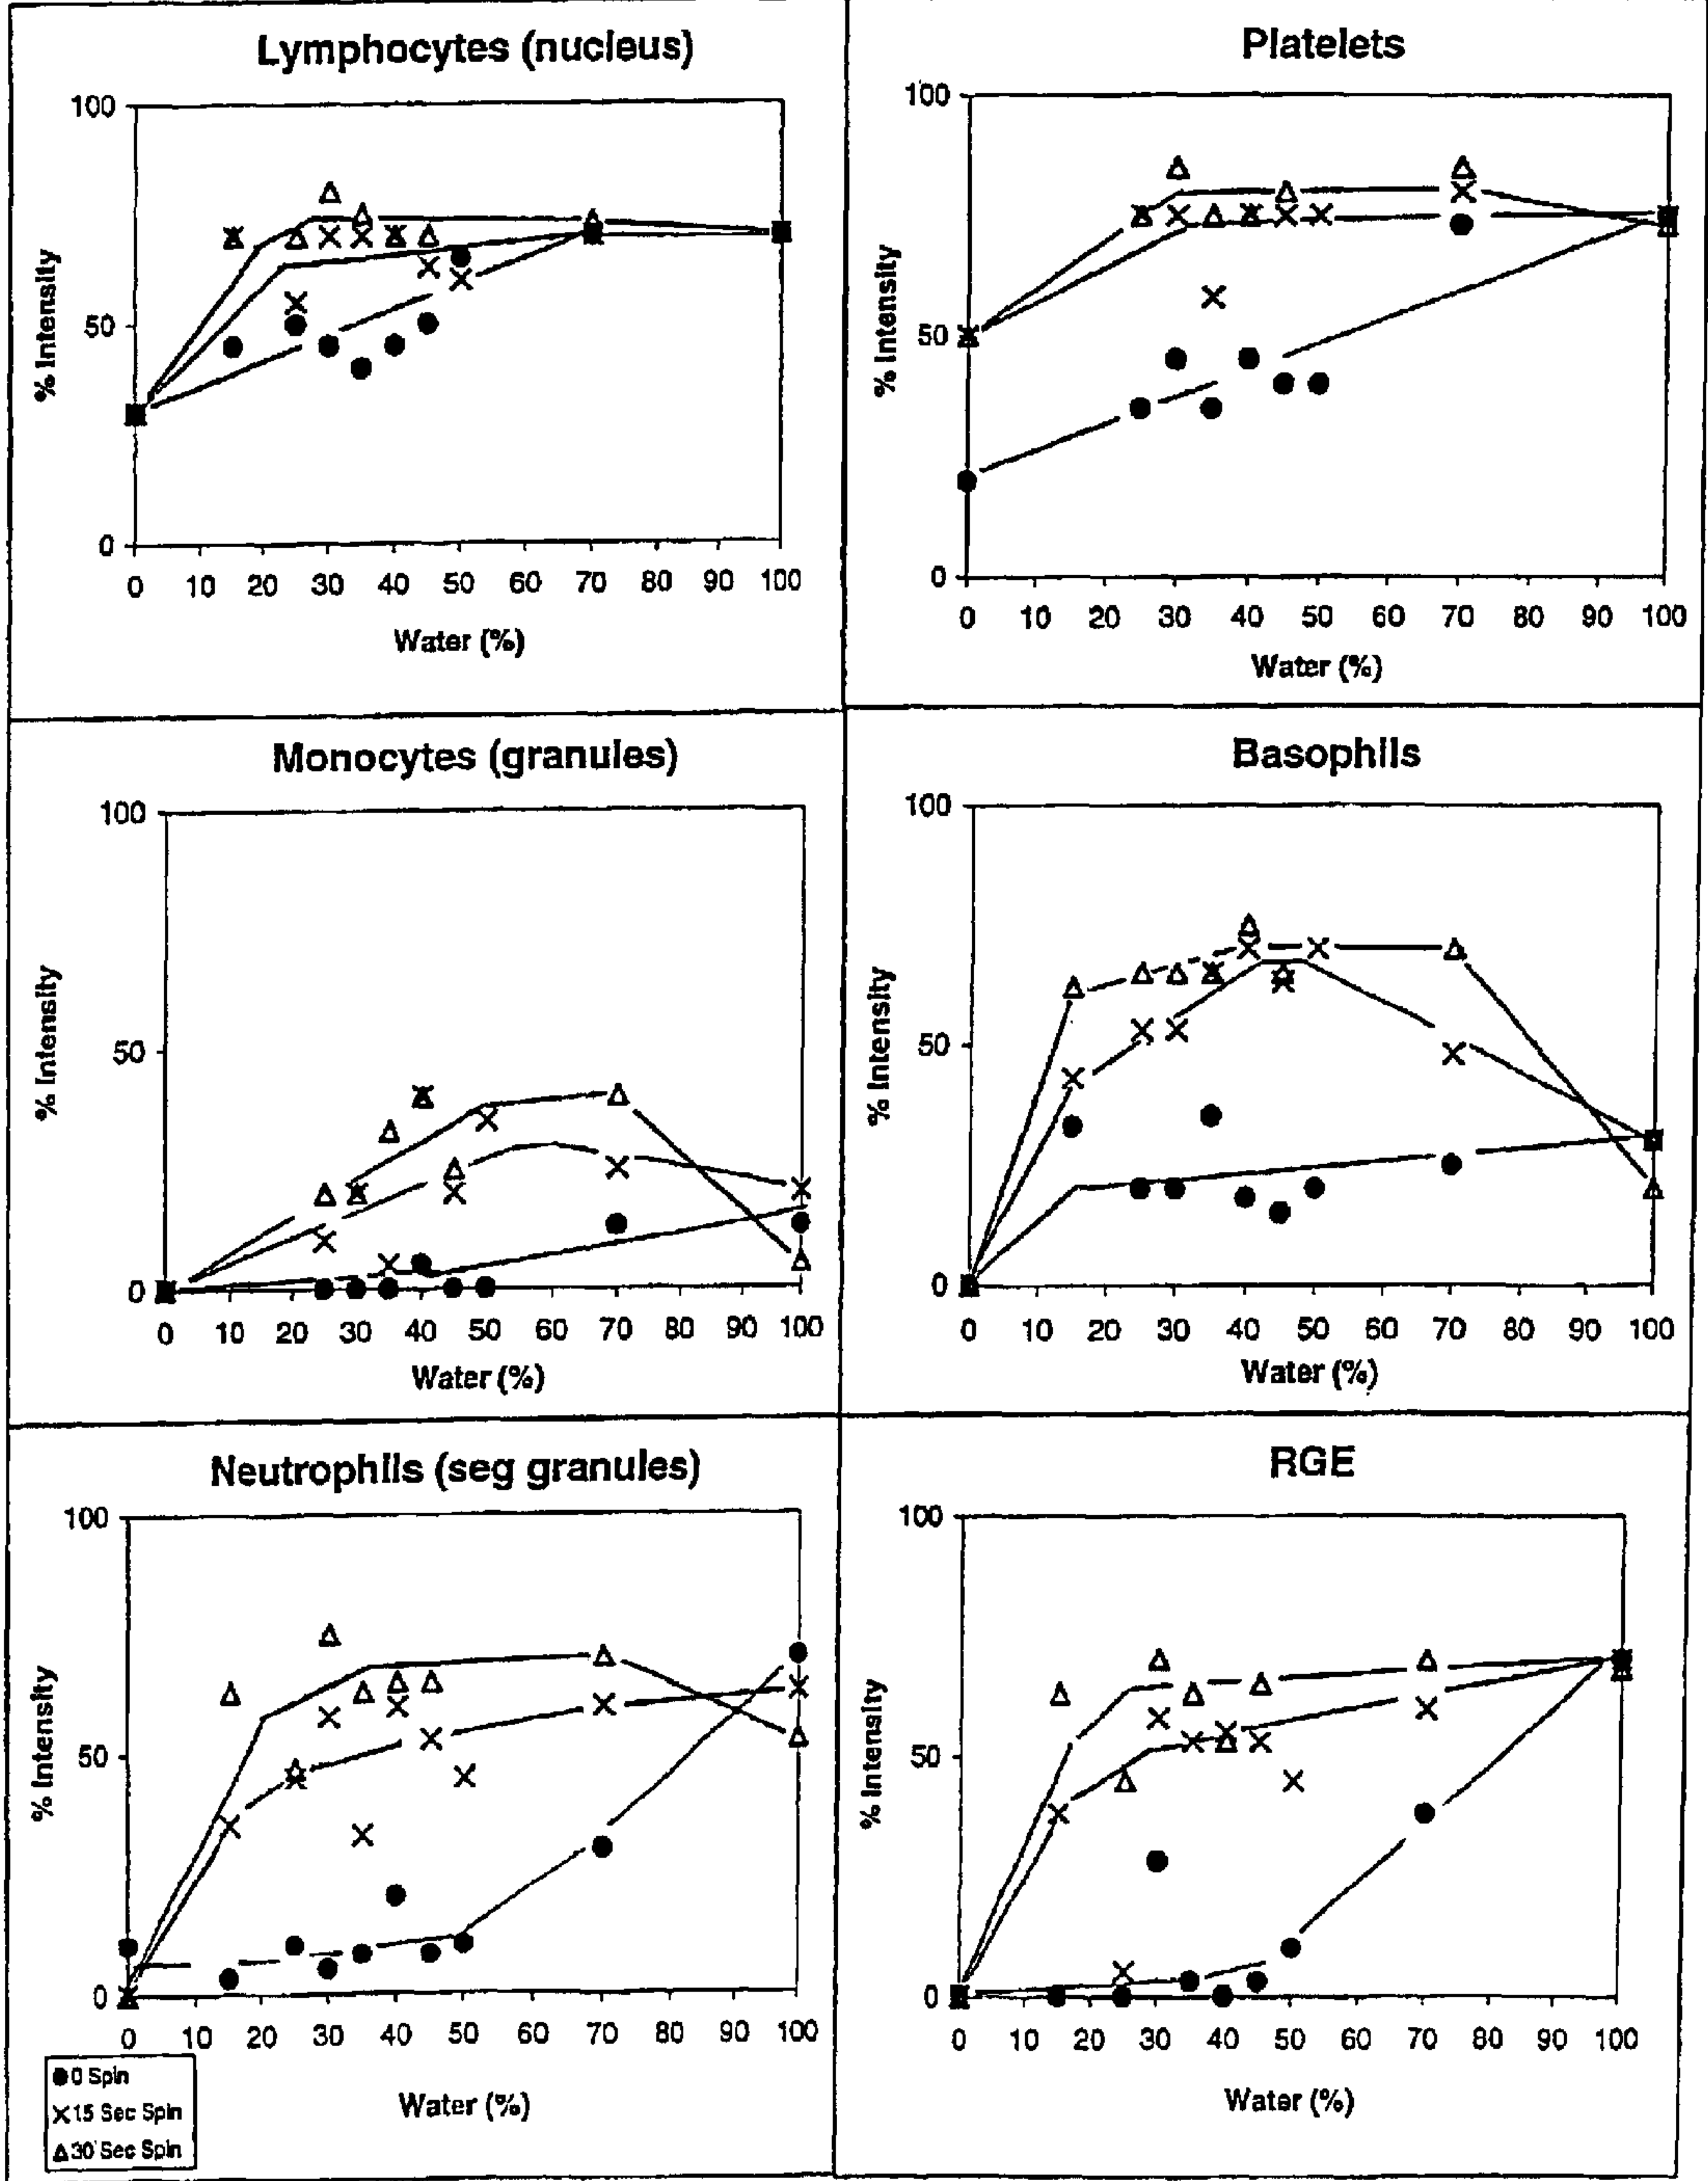 Lymphocytes (nucleus)
100
50
0
% Intensity
0 10 20 30 40 50 60 70 80 90 100
Water (%)
Platelets
100
50
0
% Intensity
0 10 20 30 40 50 60 70 80 90 100
Water (%)
Monocytes (granules)
100
50
0
% Intensity
0 10 20 30 40 50 60 70 80 90 100
Water (%)
Basophils
100
50
0
% Intensity
0 10 20 30 40 50 60 70 80 90 100
Water (%)
Neutrophils (seg granules)
100
50
0
% Intensity
0 10 20 30 40 50 60 70 80 90 100
Water (%)
0 Spin
15 Sec Spin
30 Sec Spin
RGE
100
50
0
% Intensity
0 10 20 30 40 50 60 70 80 90 100
Water (%)